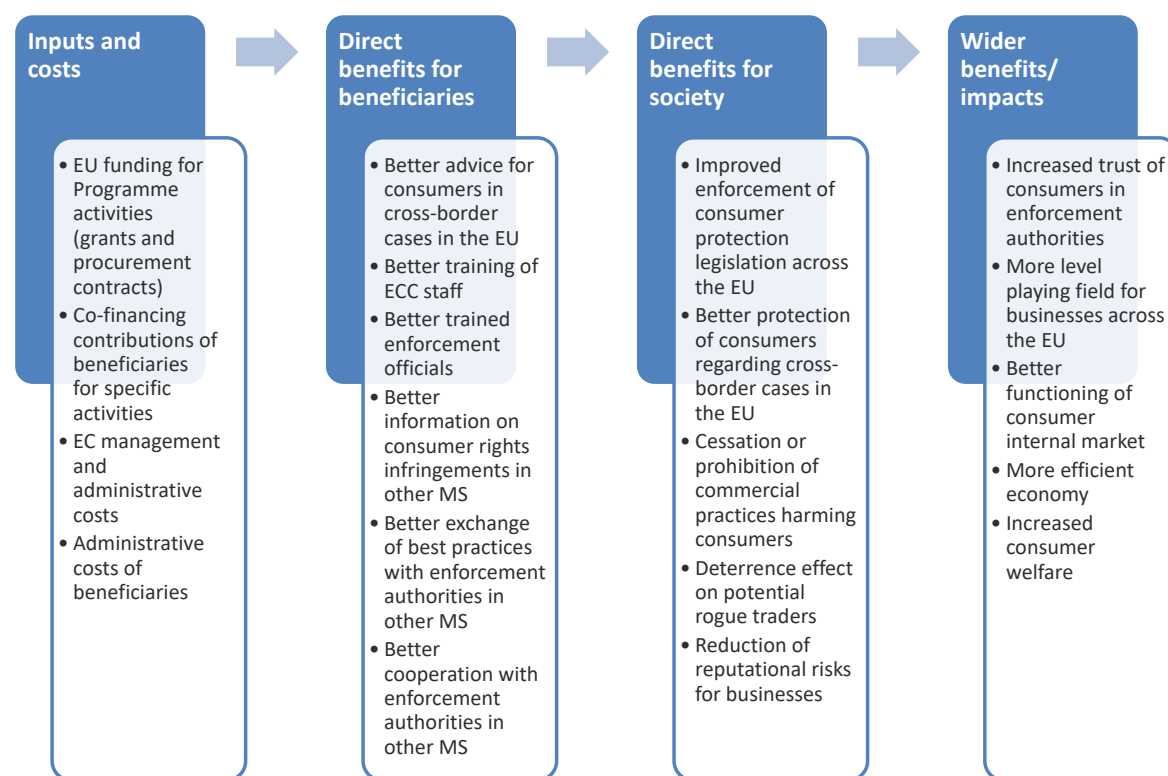 Inputs and
costs
• EU funding for
Programme
activities
(grants and
procurement
contracts)
• Co-financing
contributions of
beneficiaries
for specific
activities
• EC management
and
administrative
costs
• Administrative
costs of
beneficiaries
Direct
benefits for
beneficiaries
• Better advice for
consumers in
cross-border
cases in the EU
• Better training of
ECC staff
• Better trained
enforcement
officials
• Better
information on
consumer rights
infringements in
other MS
• Better exchange
of best practices
with enforcement
authorities in
other MS
• Better
cooperation with
enforcement
authorities in
other MS
Direct
benefits for
society
• Improved
enforcement of
consumer
protection
legislation across
the EU
• Better protection
of consumers
regarding cross-
border cases in
the EU
• Cessation or
prohibition of
commercial
practices harming
consumers
• Deterrence effect
on potential
rogue traders
• Reduction of
reputational risks
for businesses
Wider
benefits/
impacts
• Increased trust of
consumers in
enforcement
authorities
• More level
playing field for
businesses across
the EU
• Better
functioning of
consumer
internal market
• More efficient
economy
• Increased
consumer
welfare